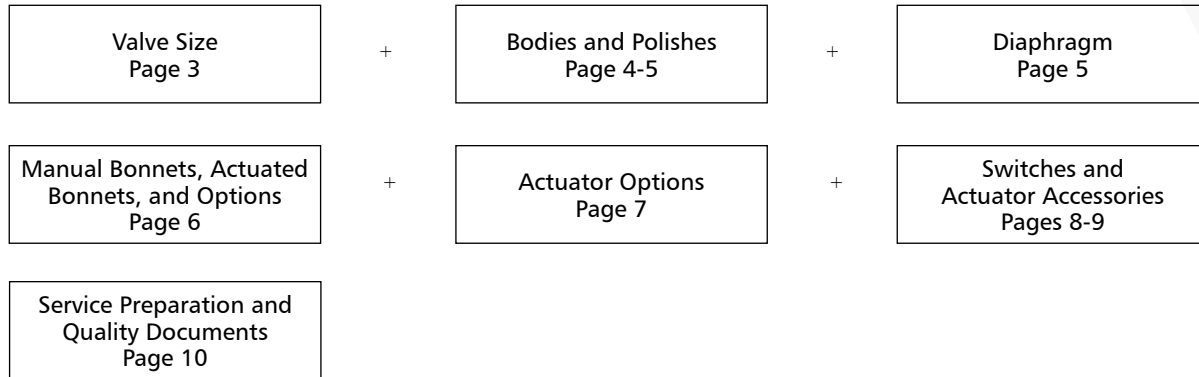 Valve Size
Page 3
+
Bodies and Polishes
Page 4-5
+
Diaphragm
Page 5
Manual Bonnets, Actuated
Bonnets, and Options
Page 6
+
Actuator Options
Page 7
+
Switches and
Actuator Accessories
Pages 8-9
Service Preparation and
Quality Documents
Page 10